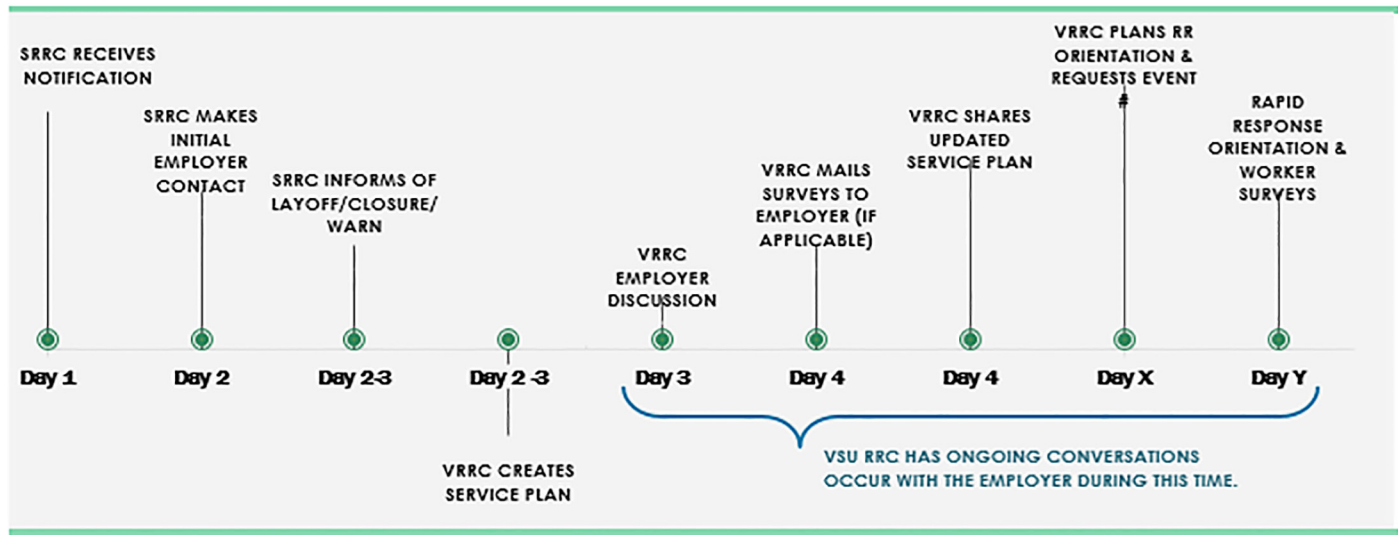 SRRC RECEIVES
NOTIFICATION
SRRC MAKES
INITIAL
EMPLOYER
CONTACT
SRRC INFORMS OF
LAYOFF/CLOSURE/
WARN
VRRC
EMPLOYER
DISCUSSION
VRRC MAILS
SURVEYS TO
EMPLOYER (IF
APPLICABLE)
VRRC SHARES
UPDATED
SERVICE PLAN
VRRC PLANS RR
ORIENTATION &
REQUESTS EVENT
#
RAPID
RESPONSE
ORIENTATION &
WORKER
SURVEYS
Day 1
Day 2
Day 2-3
Day 2 -3
Day 3
Day 4
Day 4
Day X
Day Y
VRRC CREATES
SERVICE PLAN
VSU RRC HAS ONGOING CONVERSATIONS
OCCUR WITH THE EMPLOYER DURING THIS TIME.